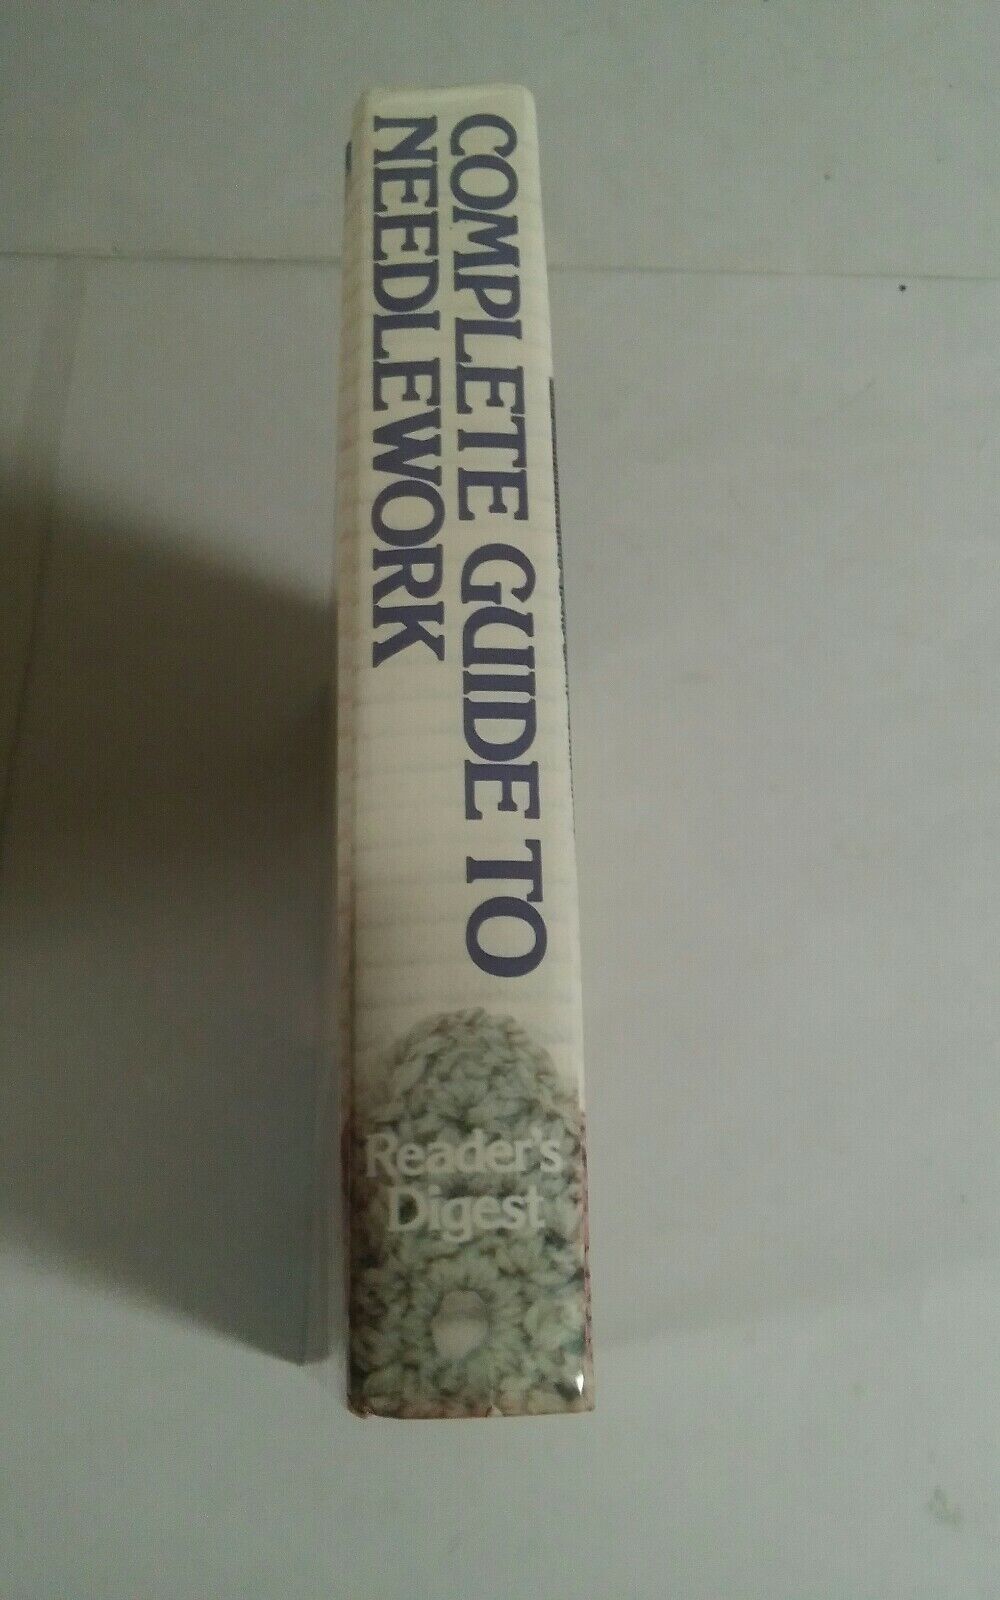 COMPLETE GUIDE TO
NEEDLEWORK
Reader's
Digest